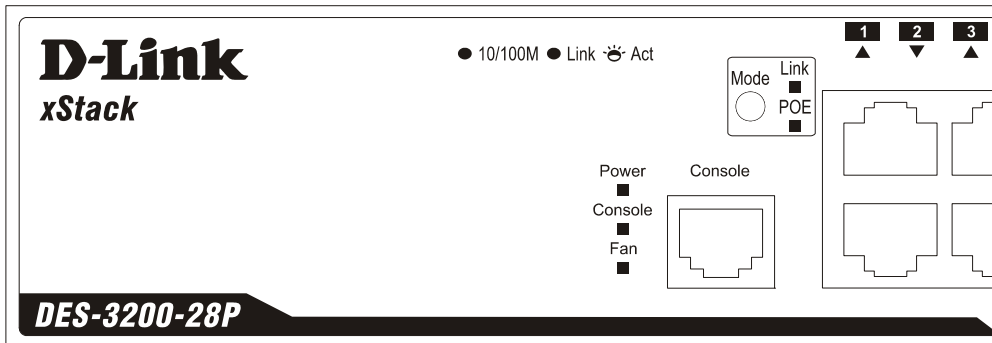 D-Link
xStack
● 10/100M ● Link Act
Mode
Link
POE
1 2 3
Power
Console
Fan
Console
DES-3200-28P